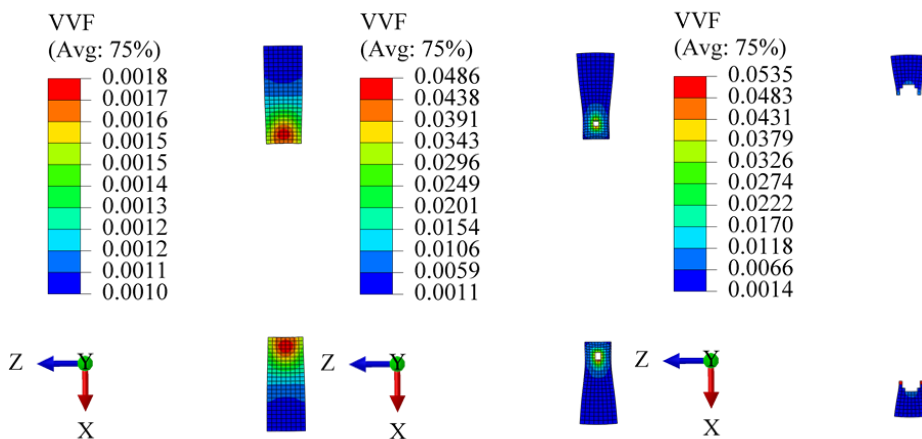 VVF
(Avg: 75%)
0.0018
0.0017
0.0016
0.0015
0.0015
0.0014
0.0013
0.0012
0.0012
0.0011
0.0010
Z
Y
X
VVF
(Avg: 75%)
0.0486
0.0438
0.0391
0.0343
0.0296
0.0249
0.0201
0.0154
0.0106
0.0059
0.0011
Z
Y
X
VVF
(Avg: 75%)
0.0535
0.0483
0.0431
0.0379
0.0326
0.0274
0.0222
0.0170
0.0118
0.0066
0.0014
Z
Y
X